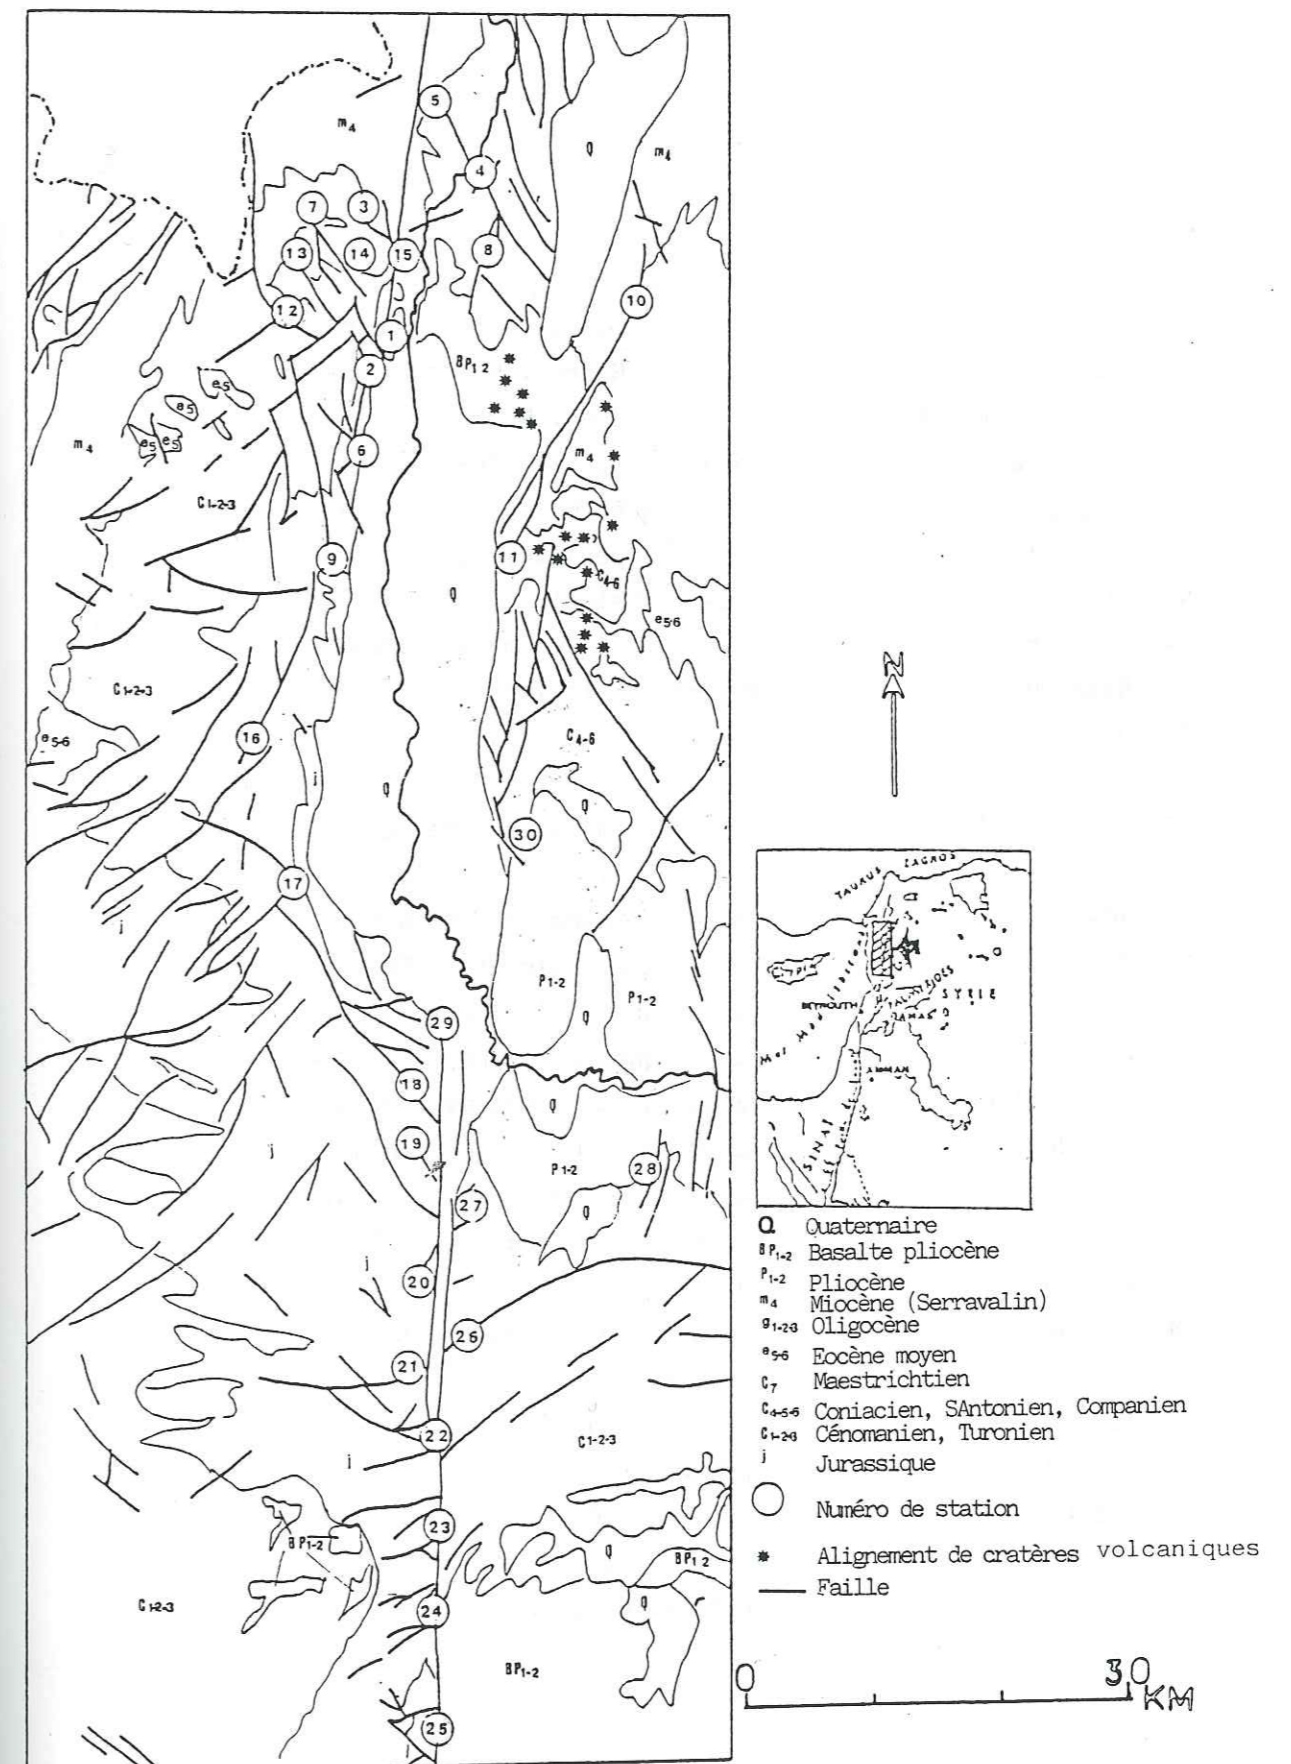 5
m4
Q
m4
4
7
3
13
14
15
8
10
12
1
BP1 2
2
e5
e5
m4
e5
e5
6
m4
C1-2-3
9
11
C4-6
Q
e5-6
C1-2-3
16
e5-6
C4-6
j
Q
Q
30
17
j
P1-2
P1-2
Q
29
18
Q
19
j
P1-2
28
27
Q
j
20
26
21
22
C1-2-3
j
23
BP1-2
Q
BP1 2
C1-2-3
24
Q
BP1-2
25
N
TAURUS
ZAGROS
BEYROUTH
PALMYRIDES
SYRIE
DAMAS
AMMAN
SINAI
Q Quaternaire
BP1-2 Basalte pliocène
P1-2 Pliocène
m4 Miocène (Serravalin)
g1-2-3 Oligocène
e5-6 Eocène moyen
C7 Maestrichtien
C4-5-6 Coniacien, SAntonien, Companien
C1-2-3 Cénomanien, Turonien
j Jurassique
Numéro de station
Alignement de cratères volcaniques
Faille
0 30
KM